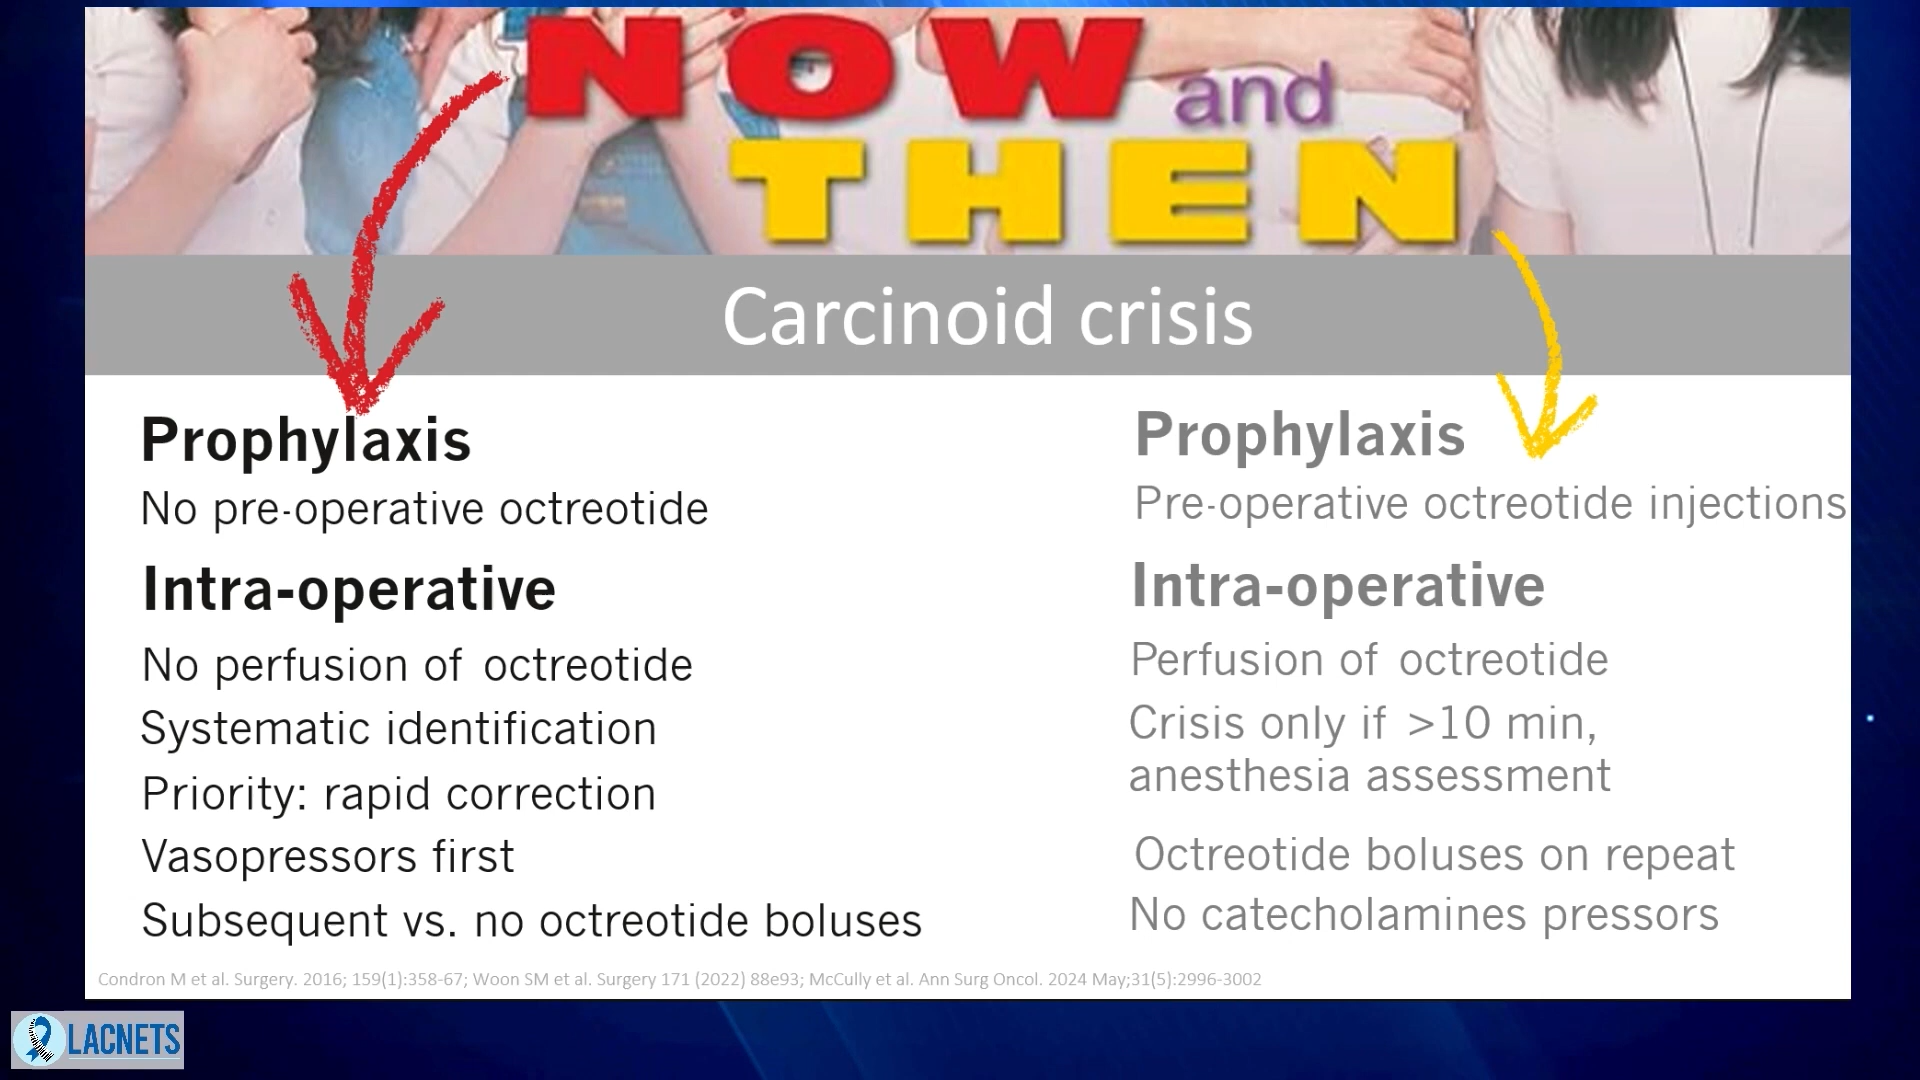 NOW and
THEN
Carcinoid crisis
Prophylaxis
No pre-operative octreotide
Intra-operative
No perfusion of octreotide
Systematic identification
Priority: rapid correction
Vasopressors first
Subsequent vs. no octreotide boluses
Prophylaxis
Pre-operative octreotide injections
Intra-operative
Perfusion of octreotide
Crisis only if >10 min,
anesthesia assessment
Octreotide boluses on repeat
No catecholamines pressors
Condron M et al. Surgery. 2016; 159(1):358-67; Woon SM et al. Surgery 171 (2022) 88e93; McCully et al. Ann Surg Oncol. 2024 May;31(5):2996-3002
LACNETS